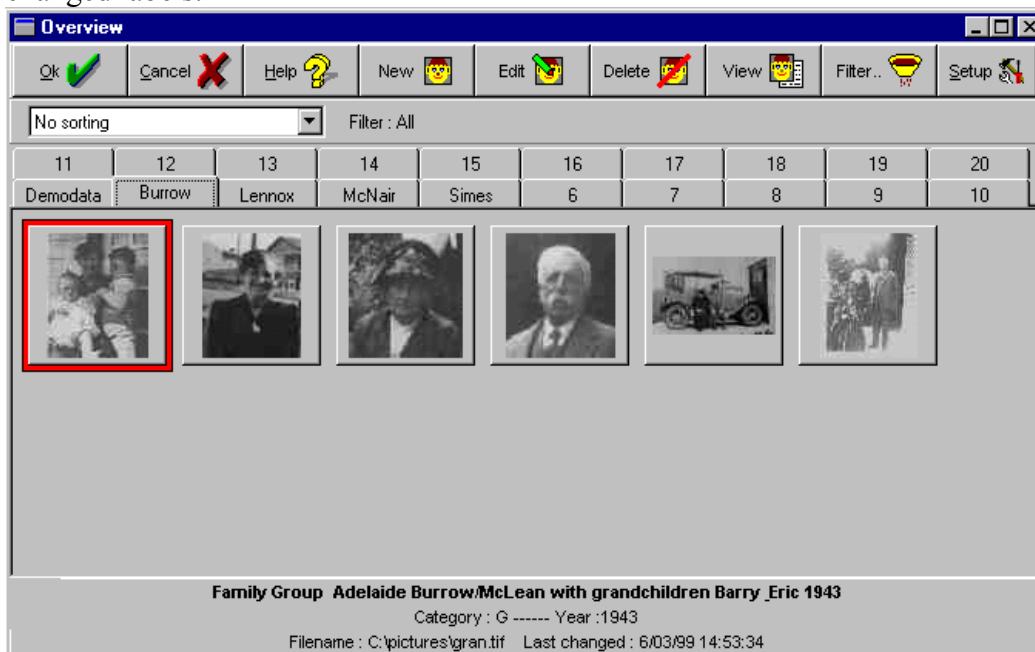 Overview
Ok Cancel Help New Edit Delete View Filter.. Setup
No sorting Filter : All
11 12 13 14 15 16 17 18 19 20
Demodata Burrow Lennox McNair Simes 6 7 8 9 10
Family Group Adelaide Burrow/McLean with grandchildren Barry_Eric 1943
Category : G ------ Year :1943
Filename : C:\pictures\gran.tif Last changed : 6/03/99 14:53:34